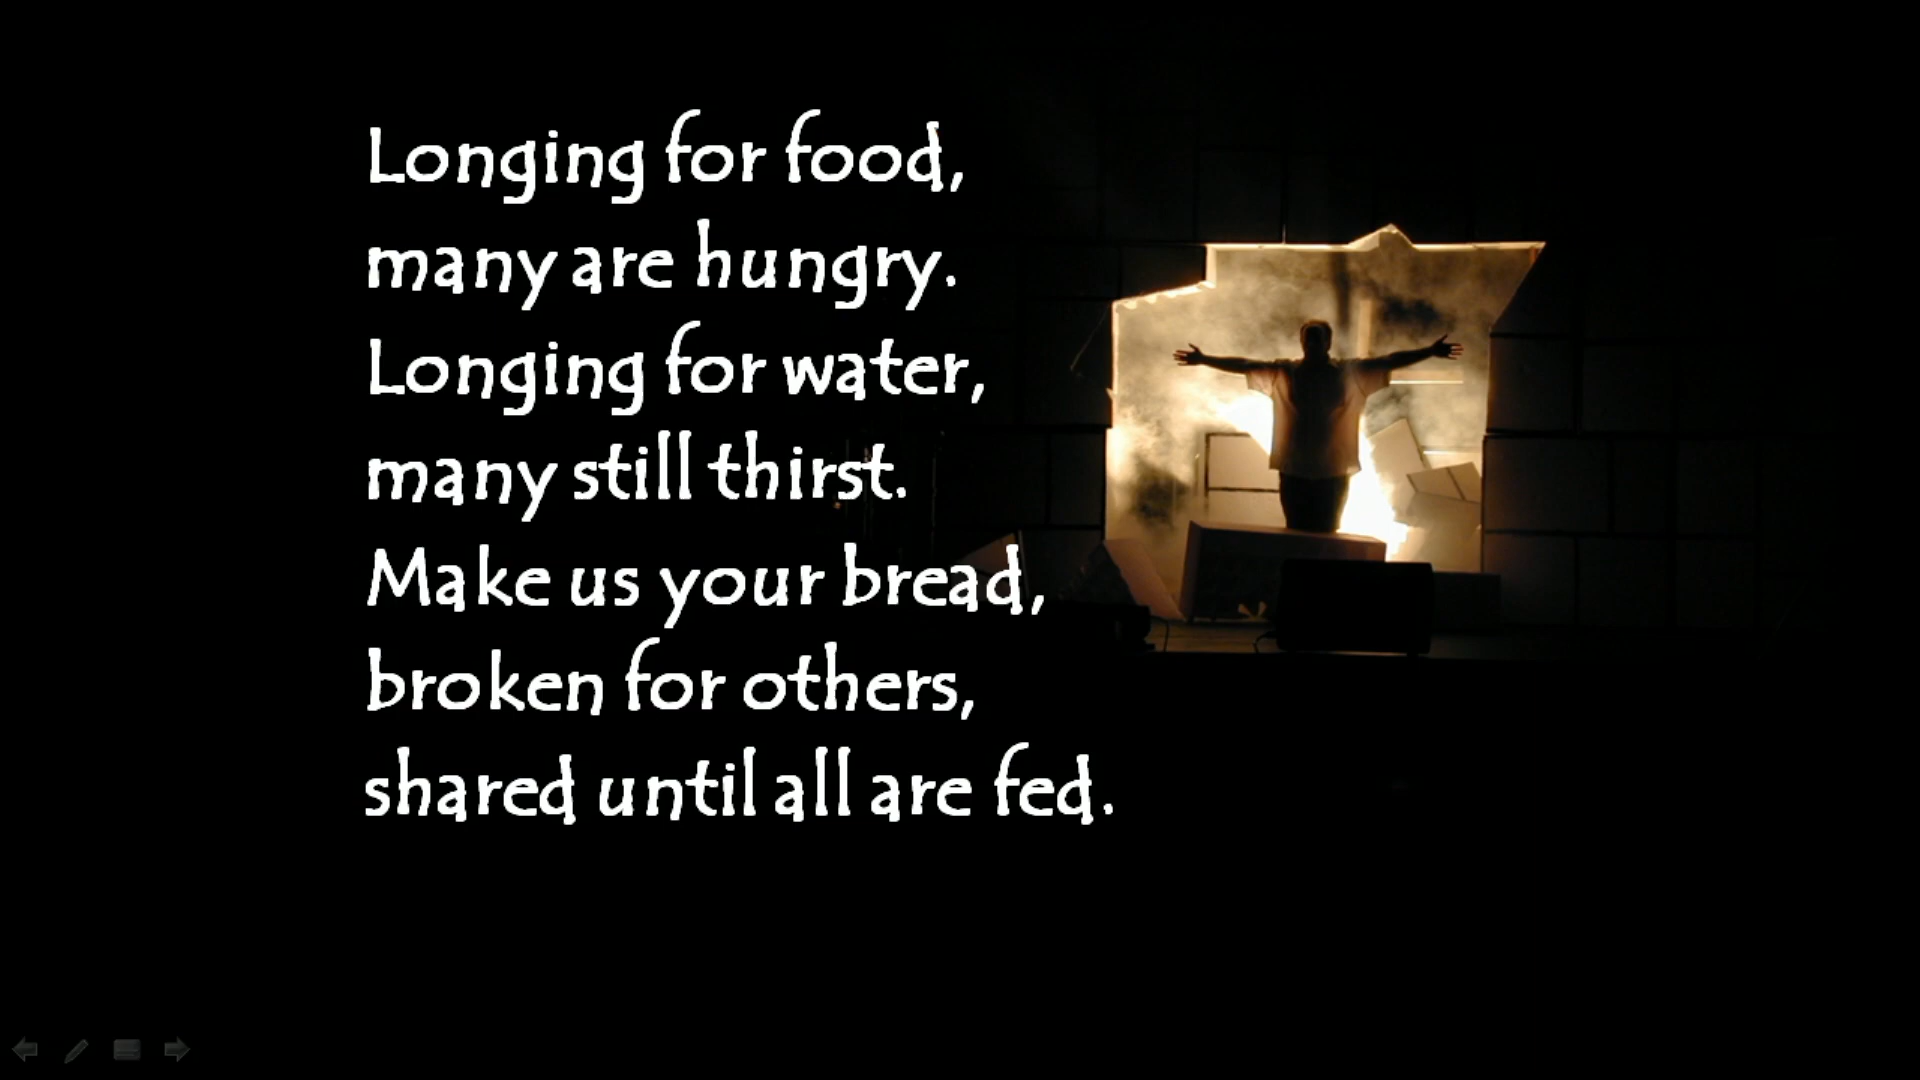 Longing for food,
many are hungry.
Longing for water,
many still thirst.
Make us your bread,
broken for others,
shared until all are fed.